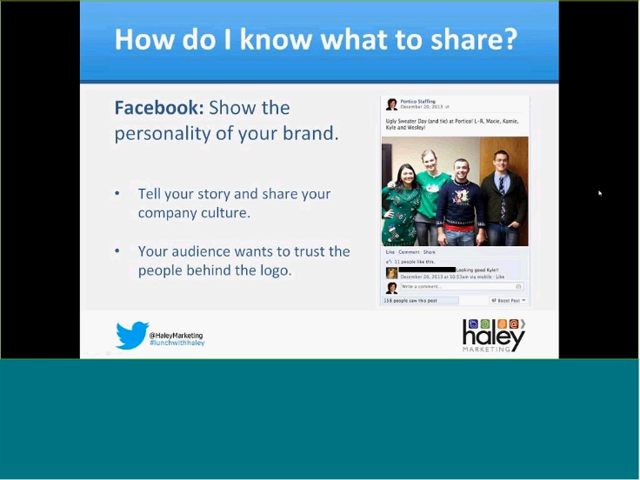 How do I know what to share?
Facebook: Show the
personality of your brand.
• Tell your story and share your
company culture.
• Your audience wants to trust the
people behind the logo.
Portico Staffing
December 20, 2013
Ugly Sweater Day (and tie) at Portico! L-R, Macie, Kamie,
Kyle and Wesley!
Like · Comment · Share
11 people like this.
Looking good Kyle!!
December 20, 2013 at 10:53am via mobile · Like
Write a comment...
118 people saw this post
Boost Post
@HaleyMarketing
#lunchwithhaley
haley
MARKETING